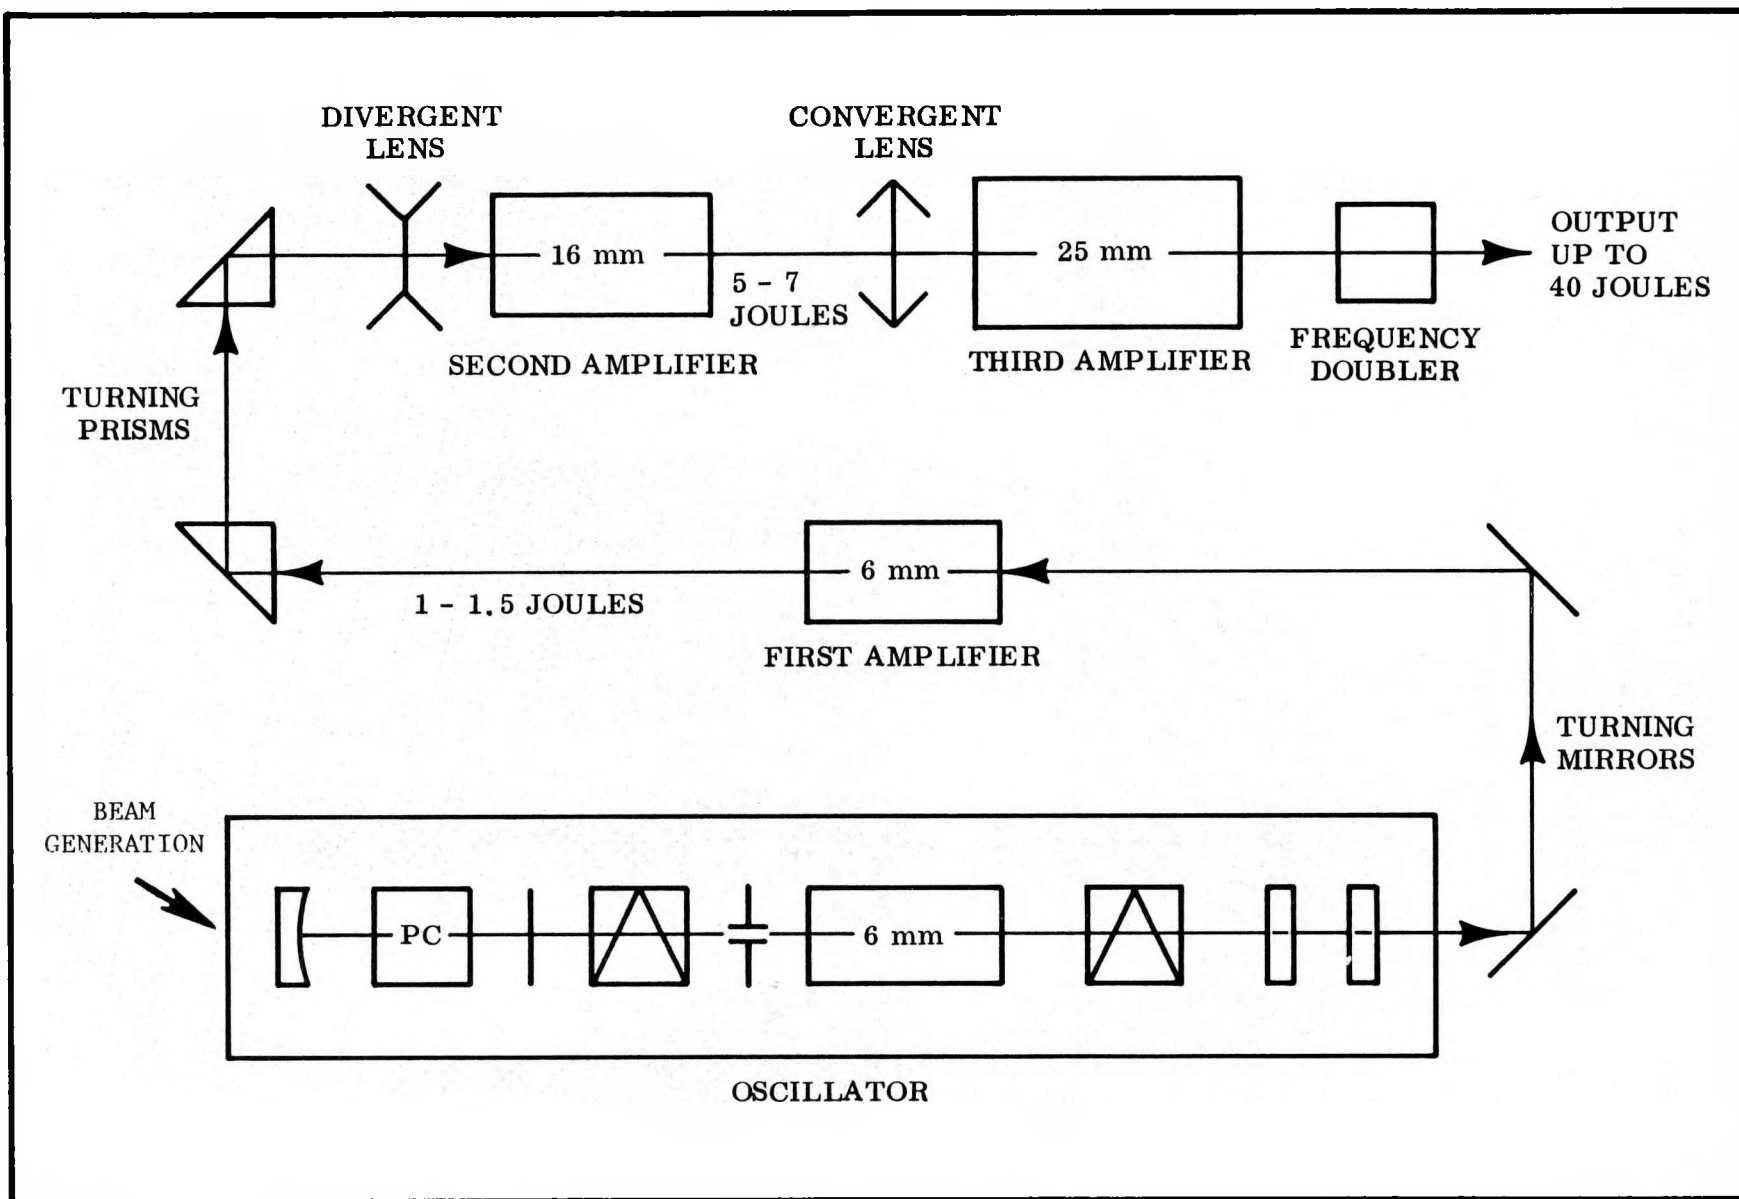 DIVERGENT
LENS
CONVERGENT
LENS
16 mm
5 - 7
JOULES
25 mm
OUTPUT
UP TO
40 JOULES
SECOND AMPLIFIER
THIRD AMPLIFIER
FREQUENCY
DOUBLER
TURNING
PRISMS
6 mm
1 - 1.5 JOULES
FIRST AMPLIFIER
TURNING
MIRRORS
BEAM
GENERATION
PC
6 mm
OSCILLATOR